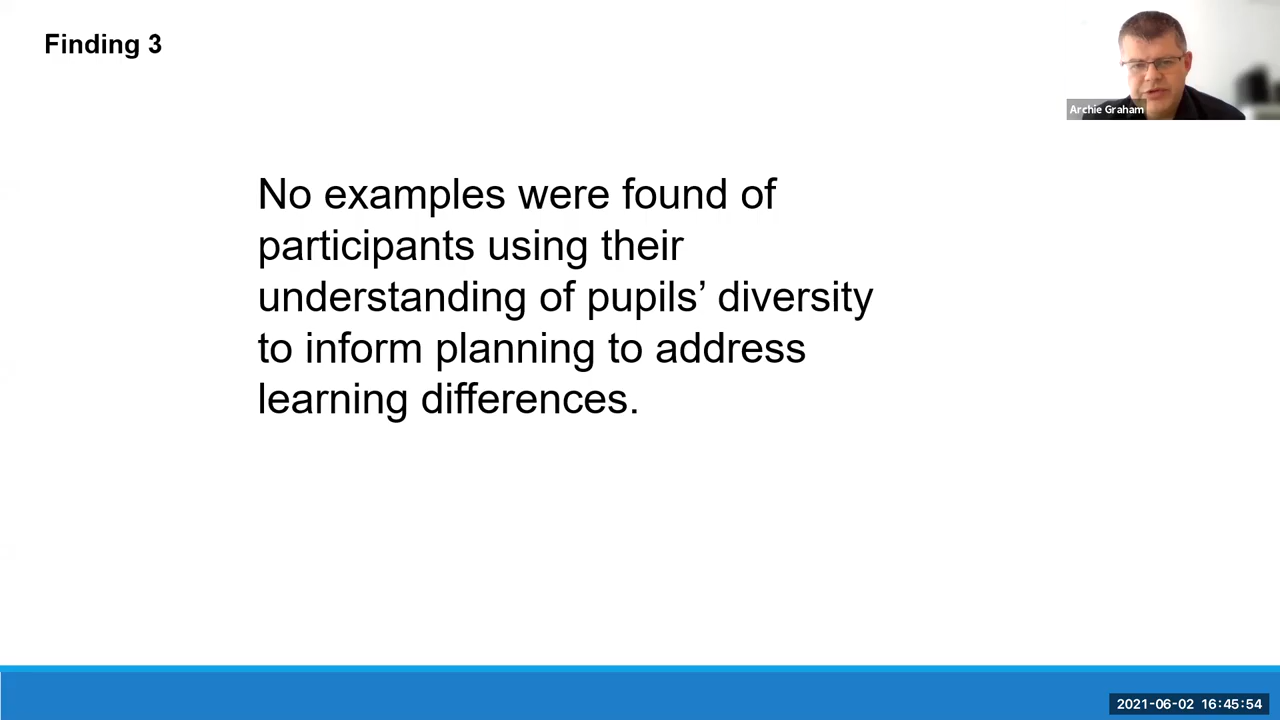 Finding 3
Archie Graham
No examples were found of
participants using their
understanding of pupils’ diversity
to inform planning to address
learning differences.
2021-06-02 16:45:54